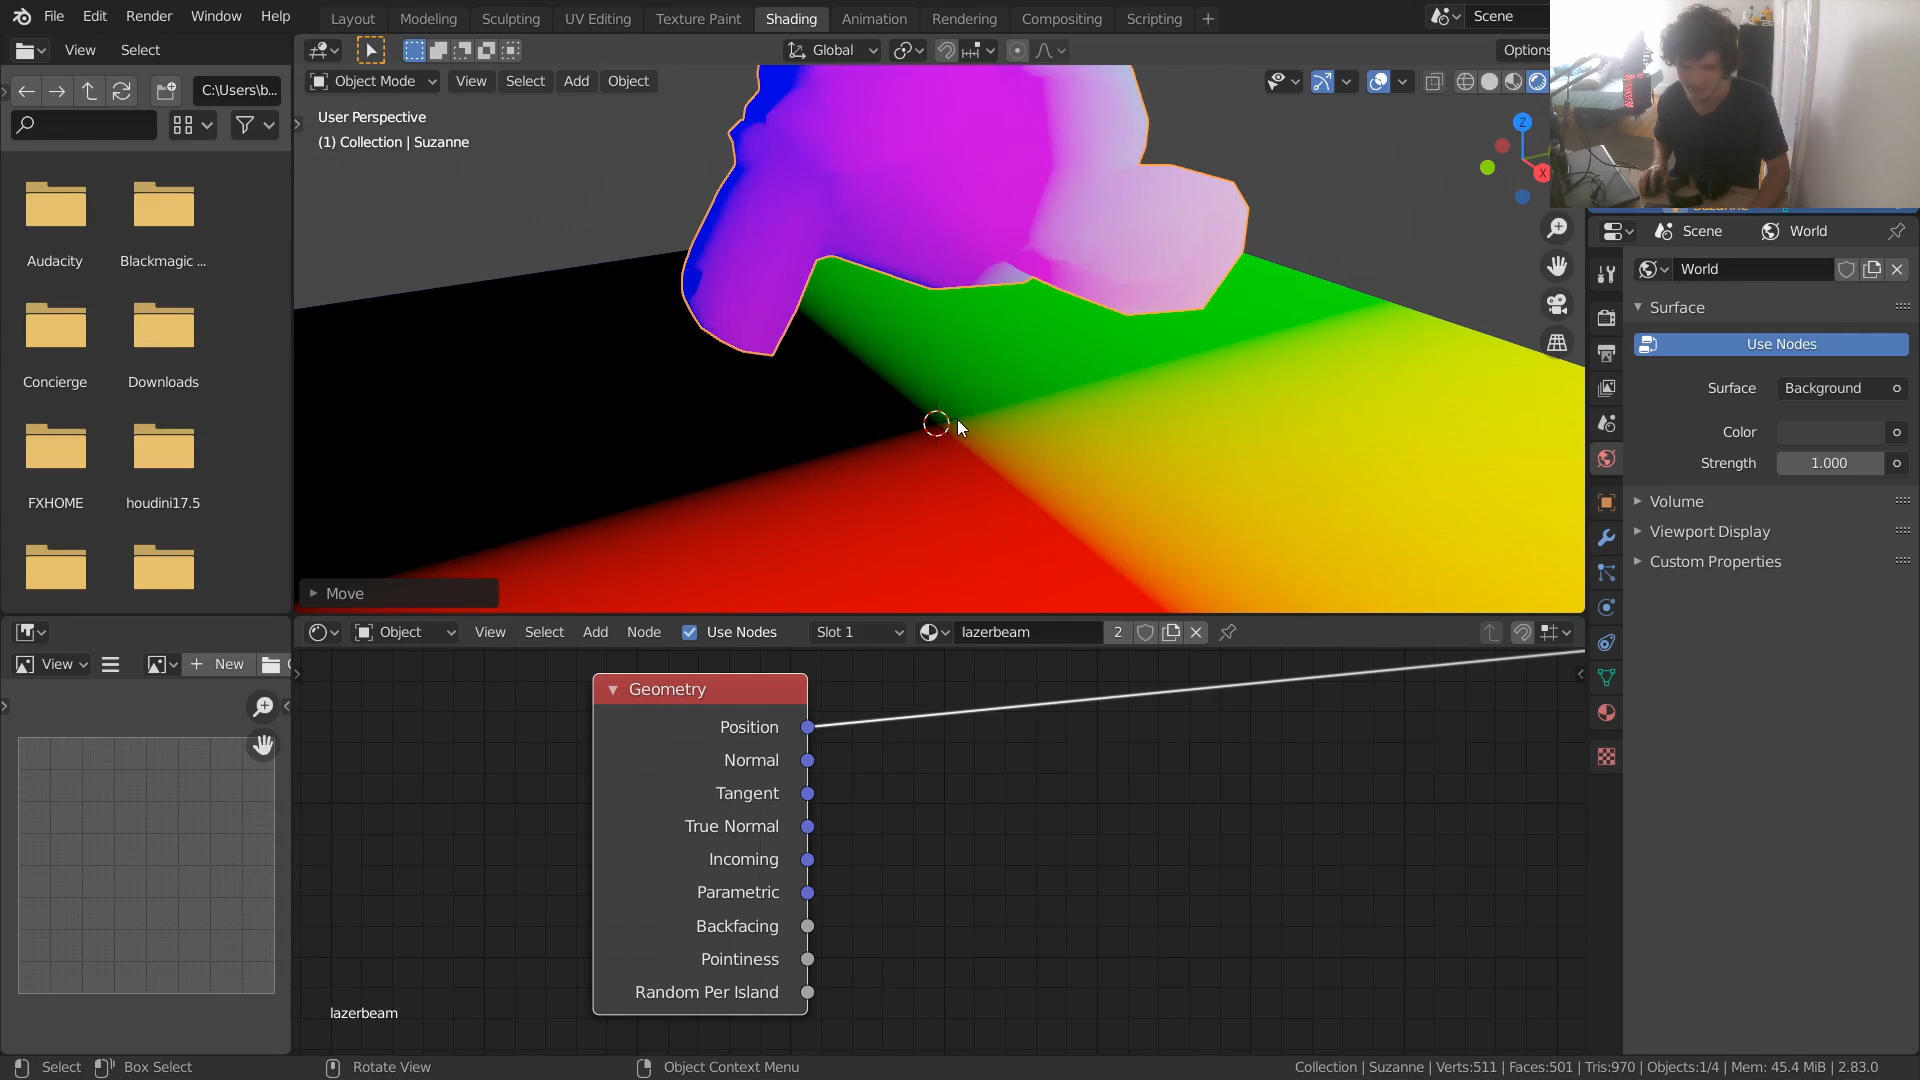 File Edit Render Window Help
Layout Modeling Sculpting UV Editing Texture Paint Shading Animation Rendering Compositing Scripting +
Scene
View Select
Global
Options
C:\Users\b...
Object Mode View Select Add Object
User Perspective
(1) Collection | Suzanne
Z
X
Audacity
Blackmagic ...
Concierge
Downloads
FXHOME
houdini17.5
Move
Scene World
World
Surface
Use Nodes
Surface Background
Color
Strength 1.000
Volume
Viewport Display
Custom Properties
Object View Select Add Node Use Nodes Slot 1 lazerbeam 2
View + New
Geometry
Position
Normal
Tangent
True Normal
Incoming
Parametric
Backfacing
Pointiness
Random Per Island
lazerbeam
Select Box Select Rotate View Object Context Menu
Collection | Suzanne | Verts:511 | Faces:501 | Tris:970 | Objects:1/4 | Mem: 45.4 MiB | 2.83.0